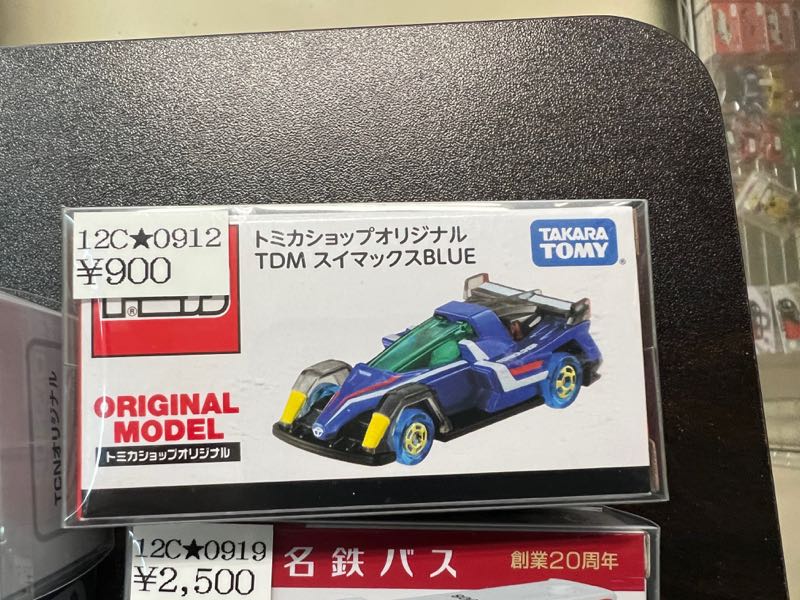 12C★0912
¥900
トミカショップオリジナル
TDM スイマックスBLUE
TAKARA
TOMY
ORIGINAL
MODEL
トミカショップオリジナル
TCNオリジナル
12C★0919
¥2,500
名鉄バス
創業20周年